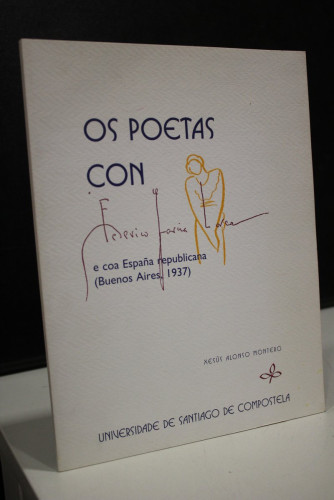 OS POETAS
CON
Federico García Lorca
e coa España republicana
(Buenos Aires, 1937)
XESÚS ALONSO MONTERO
UNIVERSIDADE DE SANTIAGO DE COMPOSTELA